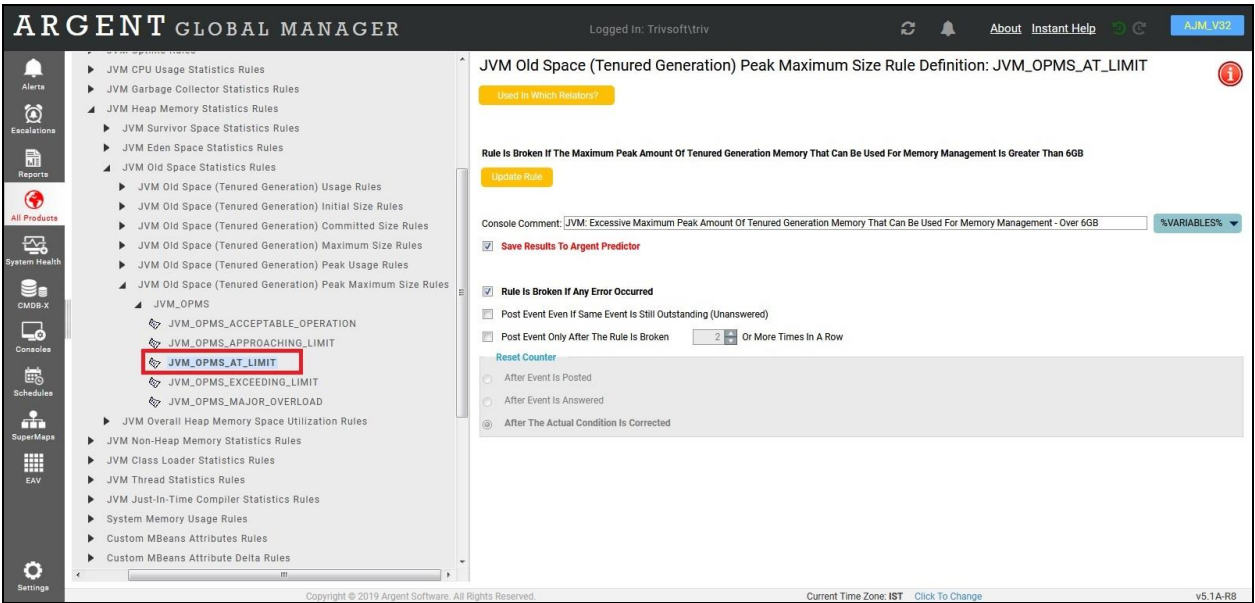 ARGENT GLOBAL MANAGER
Logged In: Trivsoft\triv
About Instant Help
AJM_V32
Alerts
Escalations
Reports
All Products
System Health
CMDB-X
Consoles
Schedules
SuperMaps
EAV
Settings
JVM CPU Usage Statistics Rules
JVM Garbage Collector Statistics Rules
JVM Heap Memory Statistics Rules
JVM Survivor Space Statistics Rules
JVM Eden Space Statistics Rules
JVM Old Space Statistics Rules
JVM Old Space (Tenured Generation) Usage Rules
JVM Old Space (Tenured Generation) Initial Size Rules
JVM Old Space (Tenured Generation) Committed Size Rules
JVM Old Space (Tenured Generation) Maximum Size Rules
JVM Old Space (Tenured Generation) Peak Usage Rules
JVM Old Space (Tenured Generation) Peak Maximum Size Rules
JVM_OPMS
JVM_OPMS_ACCEPTABLE_OPERATION
JVM_OPMS_APPROACHING_LIMIT
JVM_OPMS_AT_LIMIT
JVM_OPMS_EXCEEDING_LIMIT
JVM_OPMS_MAJOR_OVERLOAD
JVM Overall Heap Memory Space Utilization Rules
JVM Non-Heap Memory Statistics Rules
JVM Class Loader Statistics Rules
JVM Thread Statistics Rules
JVM Just-In-Time Compiler Statistics Rules
System Memory Usage Rules
Custom MBeans Attributes Rules
Custom MBeans Attribute Delta Rules
JVM Old Space (Tenured Generation) Peak Maximum Size Rule Definition: JVM_OPMS_AT_LIMIT
Used In Which Relators?
Rule Is Broken If The Maximum Peak Amount Of Tenured Generation Memory That Can Be Used For Memory Management Is Greater Than 6GB
Update Rule
Console Comment: JVM: Excessive Maximum Peak Amount Of Tenured Generation Memory That Can Be Used For Memory Management - Over 6GB %VARIABLES%
Save Results To Argent Predictor
Rule Is Broken If Any Error Occurred
Post Event Even If Same Event Is Still Outstanding (Unanswered)
Post Event Only After The Rule Is Broken 2 Or More Times In A Row
Reset Counter
After Event Is Posted
After Event Is Answered
After The Actual Condition Is Corrected
Copyright © 2019 Argent Software. All Rights Reserved.
Current Time Zone: IST Click To Change
v5.1A-R8